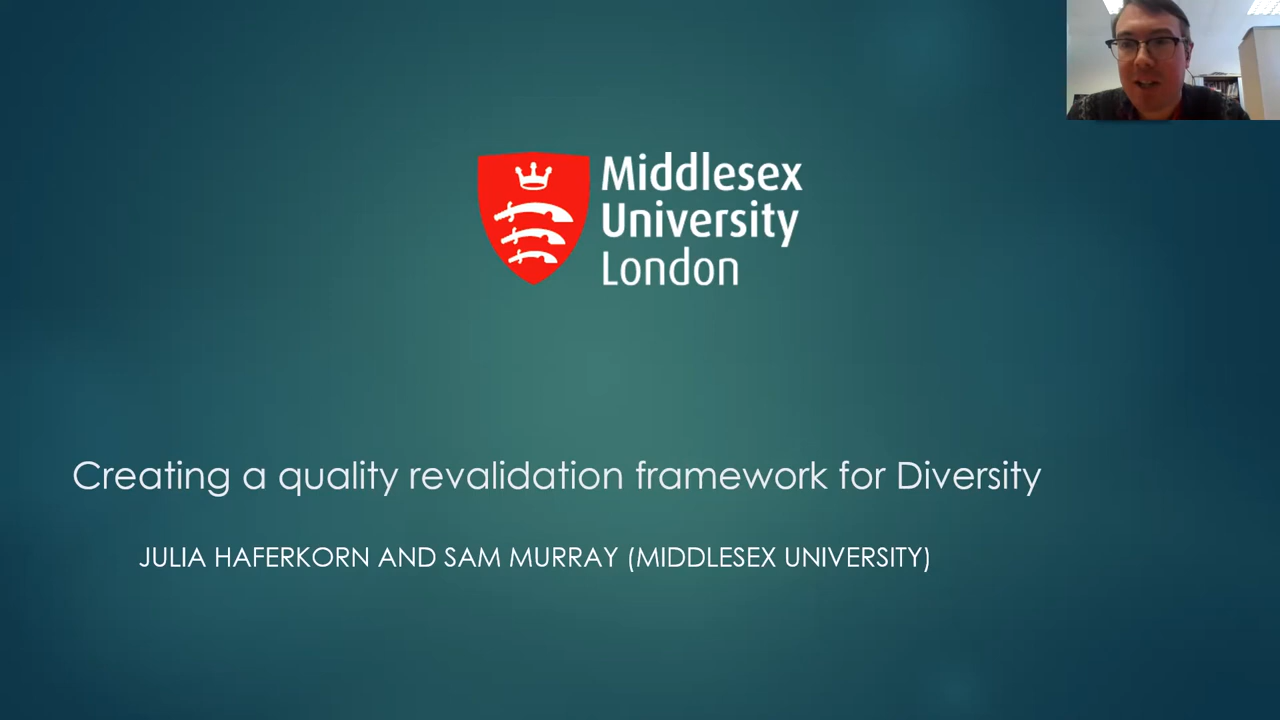 Middlesex
University
London
Creating a quality revalidation framework for Diversity
JULIA HAFERKORN AND SAM MURRAY (MIDDLESEX UNIVERSITY)